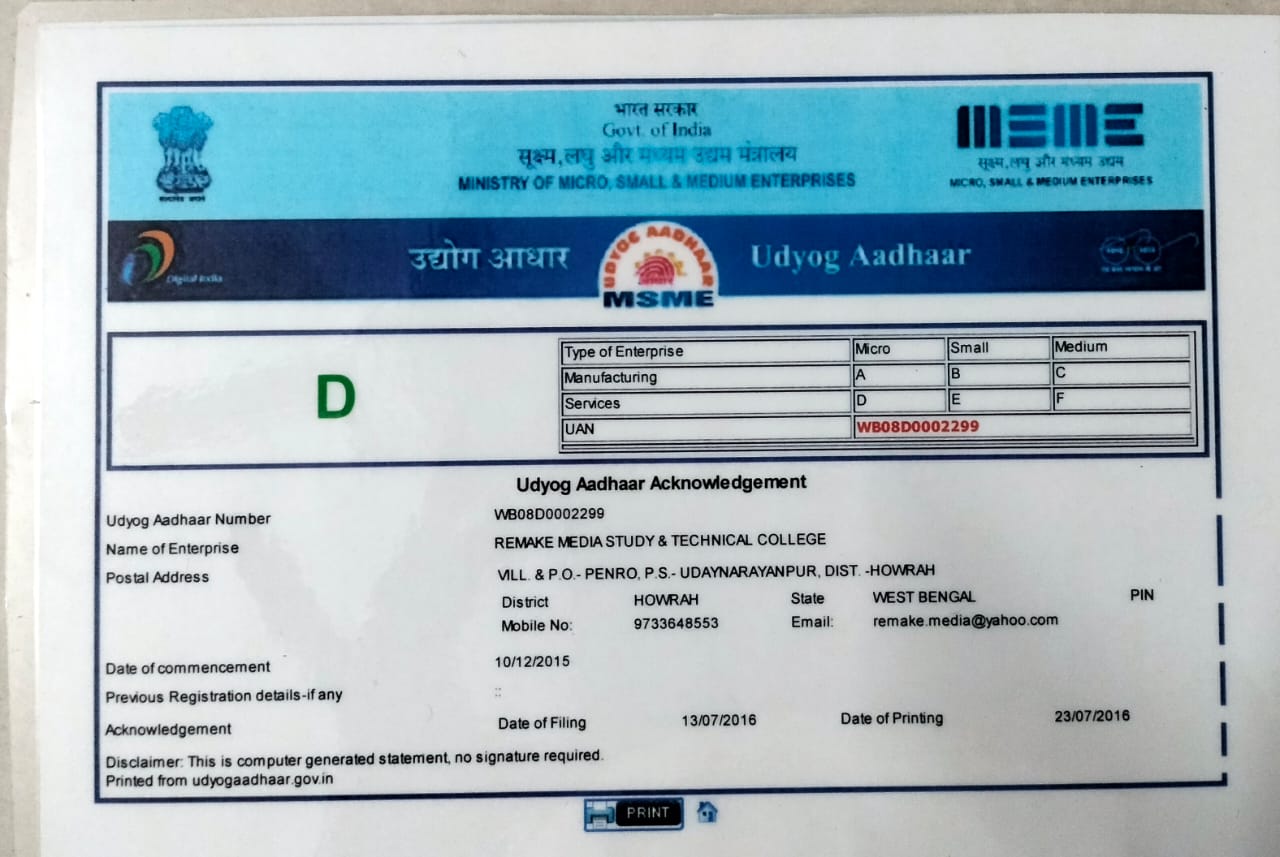 भारत सरकार
Govt. of India
सूक्ष्म,लघु और मध्यम उद्यम मंत्रालय
MINISTRY OF MICRO, SMALL & MEDIUM ENTERPRISES
MSME
सूक्ष्म,लघु और मध्यम उद्यम
MICRO, SMALL & MEDIUM ENTERPRISES
सत्यमेव जयते
Digital India
उद्योग आधार
UDYOG AADHAAR
MSME
Udyog Aadhaar
D
Type of Enterprise Micro Small Medium
Manufacturing A B C
Services D E F
UAN WB08D0002299
Udyog Aadhaar Acknowledgement
Udyog Aadhaar Number WB08D0002299
Name of Enterprise REMAKE MEDIA STUDY & TECHNICAL COLLEGE
Postal Address VILL. & P.O.- PENRO, P.S.- UDAYNARAYANPUR, DIST. -HOWRAH
District HOWRAH State WEST BENGAL PIN
Mobile No: 9733648553 Email: remake.media@yahoo.com
Date of commencement 10/12/2015
Previous Registration details-if any ::
Acknowledgement Date of Filing 13/07/2016 Date of Printing 23/07/2016
Disclaimer: This is computer generated statement, no signature required.
Printed from udyogaadhaar.gov.in
PRINT